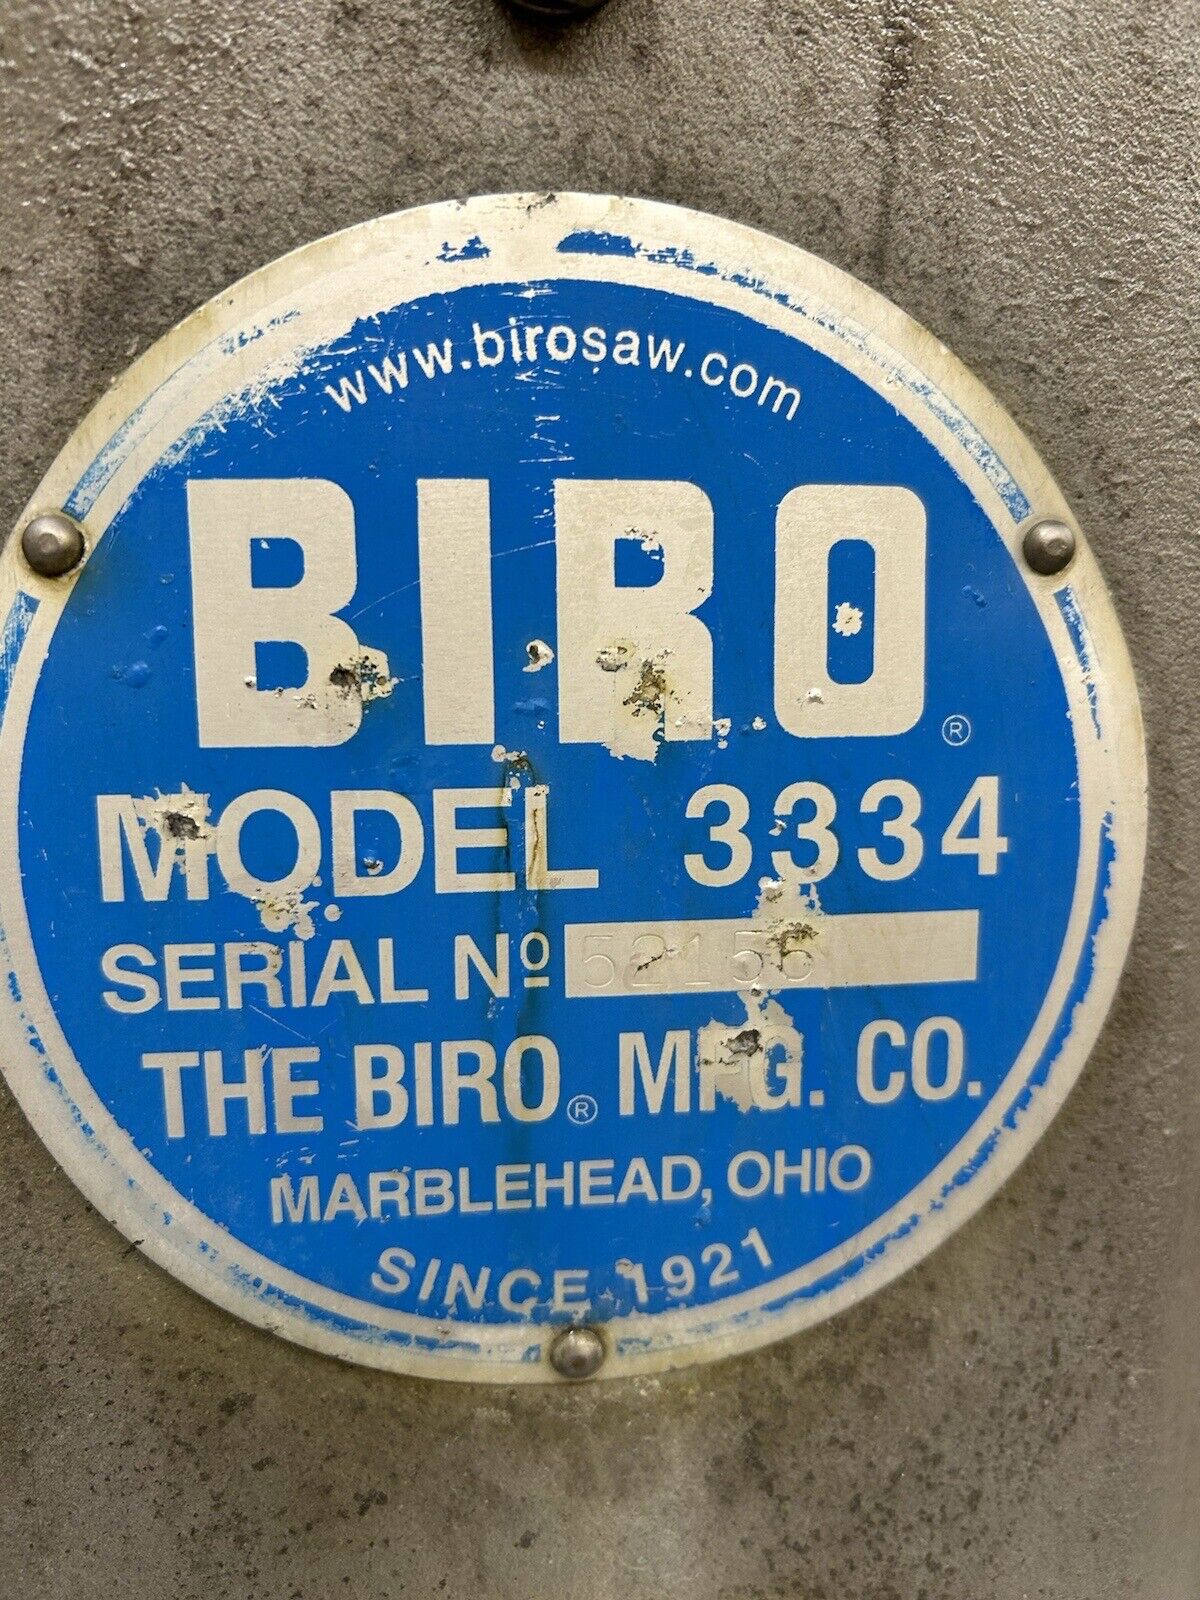 www.birosaw.com
BIRO®
MODEL 3334
SERIAL Nº 52156
THE BIRO® MFG. CO.
MARBLEHEAD, OHIO
SINCE 1921